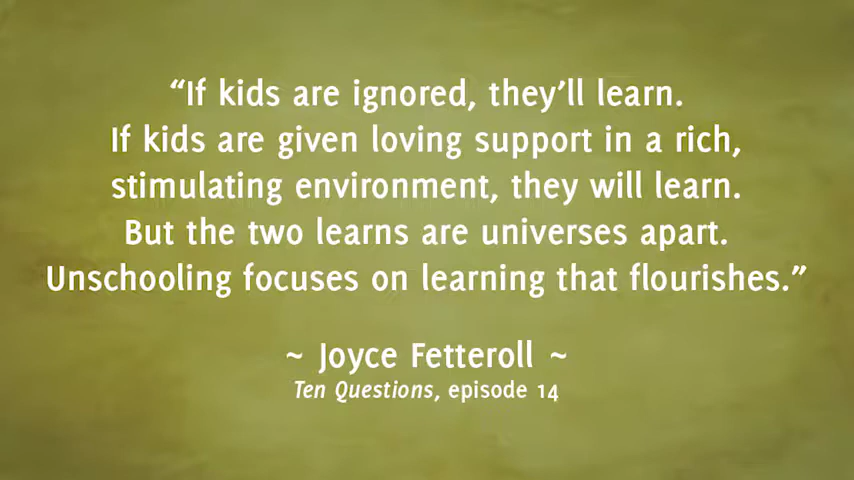 “If kids are ignored, they’ll learn.
If kids are given loving support in a rich,
stimulating environment, they will learn.
But the two learns are universes apart.
Unschooling focuses on learning that flourishes.”
~ Joyce Fetteroll ~
Ten Questions, episode 14